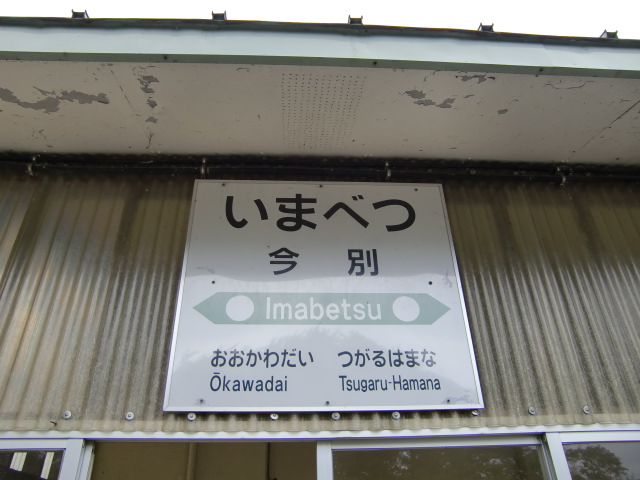 いまべつ
今別
Imabetsu
おおかわだい つがるはまな
Ōkawadai Tsugaru-Hamana